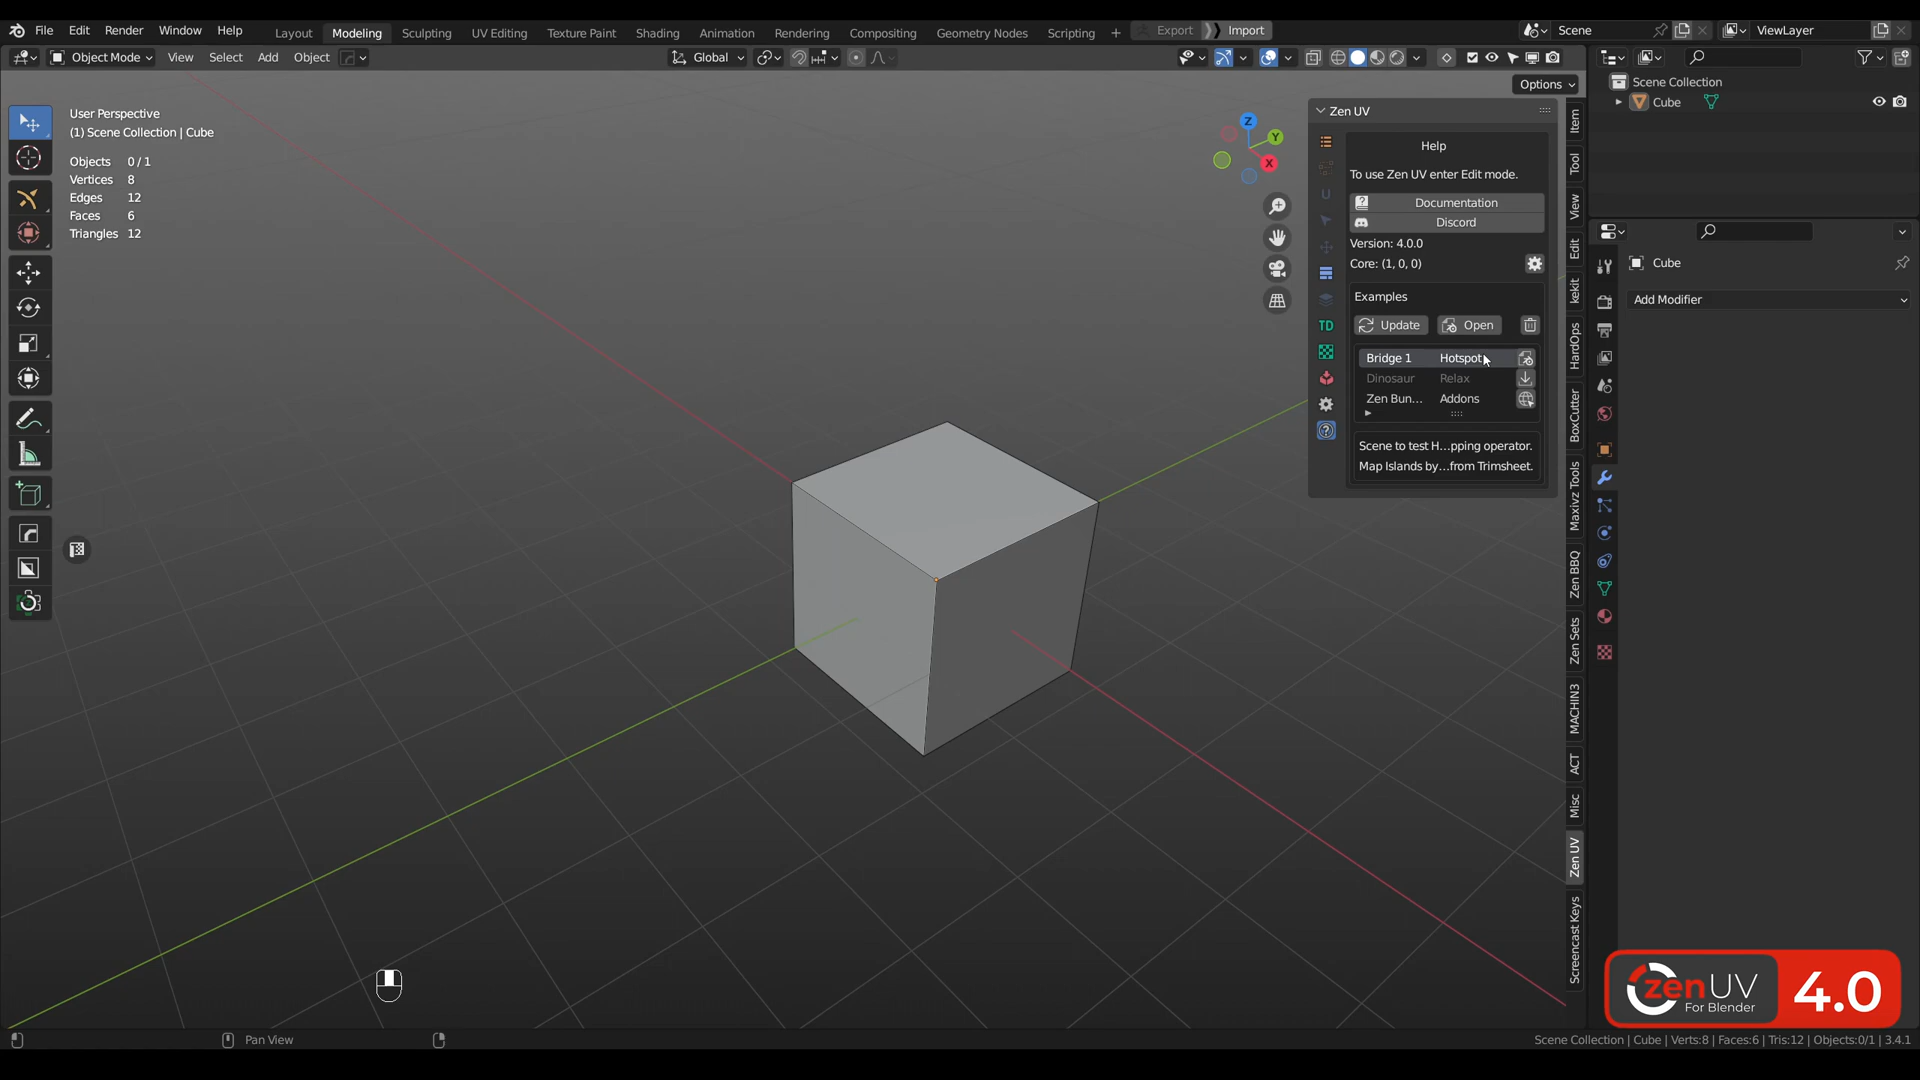 File Edit Render Window Help
Layout Modeling Sculpting UV Editing Texture Paint Shading Animation Rendering Compositing Geometry Nodes Scripting +
Export Import
Scene
ViewLayer
Object Mode View Select Add Object
Global
Options
User Perspective
(1) Scene Collection | Cube
Objects 0 / 1
Vertices 8
Edges 12
Faces 6
Triangles 12
Z
Y
X
Zen UV
Help
To use Zen UV enter Edit mode.
Documentation
Discord
Version: 4.0.0
Core: (1, 0, 0)
Examples
Update Open
Bridge 1 Hotspot
Dinosaur Relax
Zen Bun... Addons
Scene to test H...pping operator.
Map Islands by...from Trimsheet.
TD
Item
Tool
View
Edit
kekit
HardOps
BoxCutter
Maxivz Tools
Zen BBQ
Zen Sets
MACHIN3
ACT
Misc
Zen UV
Screencast Keys
Scene Collection
Cube
Cube
Add Modifier
zen UV
For Blender
4.0
Pan View
Scene Collection | Cube | Verts:8 | Faces:6 | Tris:12 | Objects:0/1 | 3.4.1